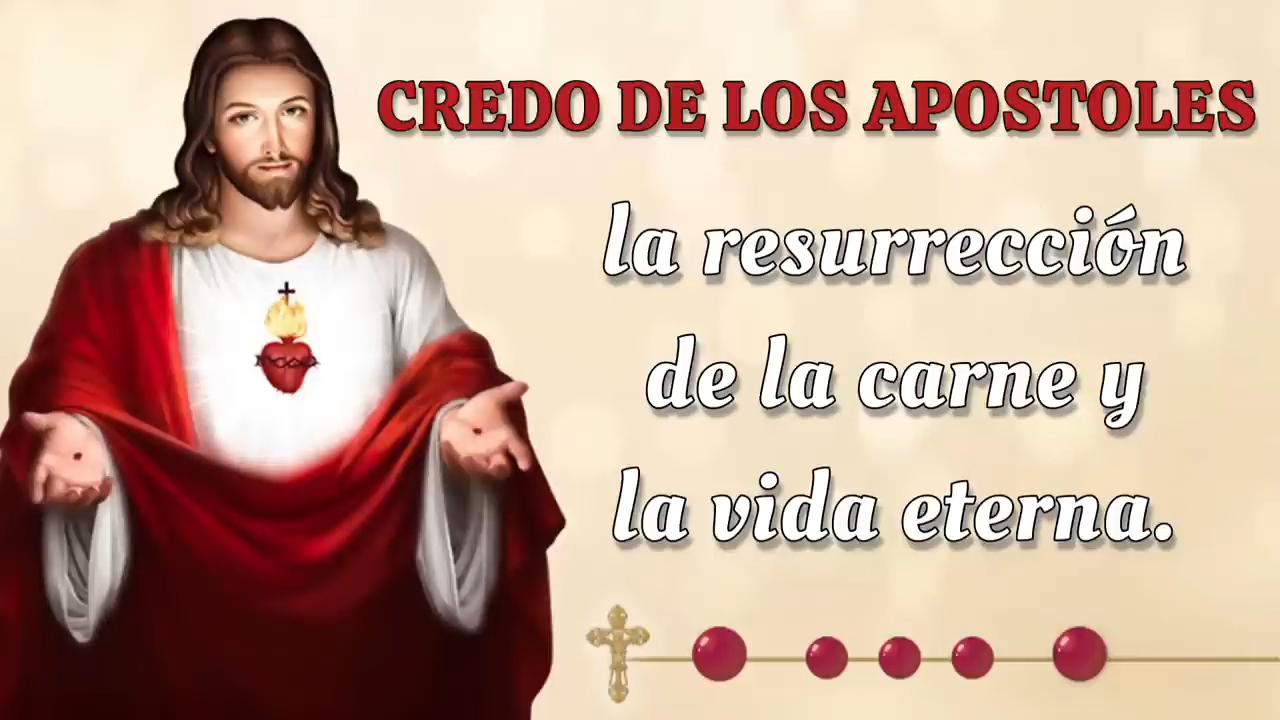 CREDO DE LOS APOSTOLES
la resurrección
de la carne y
la vida eterna.